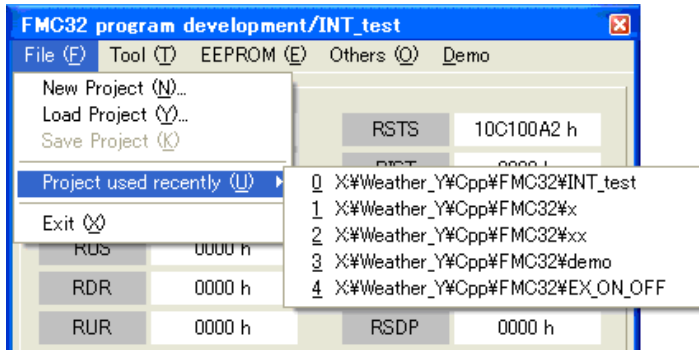 FMC32 program development/INT_test
File (F) Tool (T) EEPROM (E) Others (O) Demo
New Project (N)...
Load Project (Y)...
Save Project (K)
Project used recently (U)
Exit (X)
RSTS 10C100A2 h
0 X:¥Weather_Y¥Cpp¥FMC32¥INT_test
1 X:¥Weather_Y¥Cpp¥FMC32¥x
2 X:¥Weather_Y¥Cpp¥FMC32¥xx
3 X:¥Weather_Y¥Cpp¥FMC32¥demo
4 X:¥Weather_Y¥Cpp¥FMC32¥EX_ON_OFF
RUS 0000 h
RDR 0000 h
RUR 0000 h RSDP 0000 h